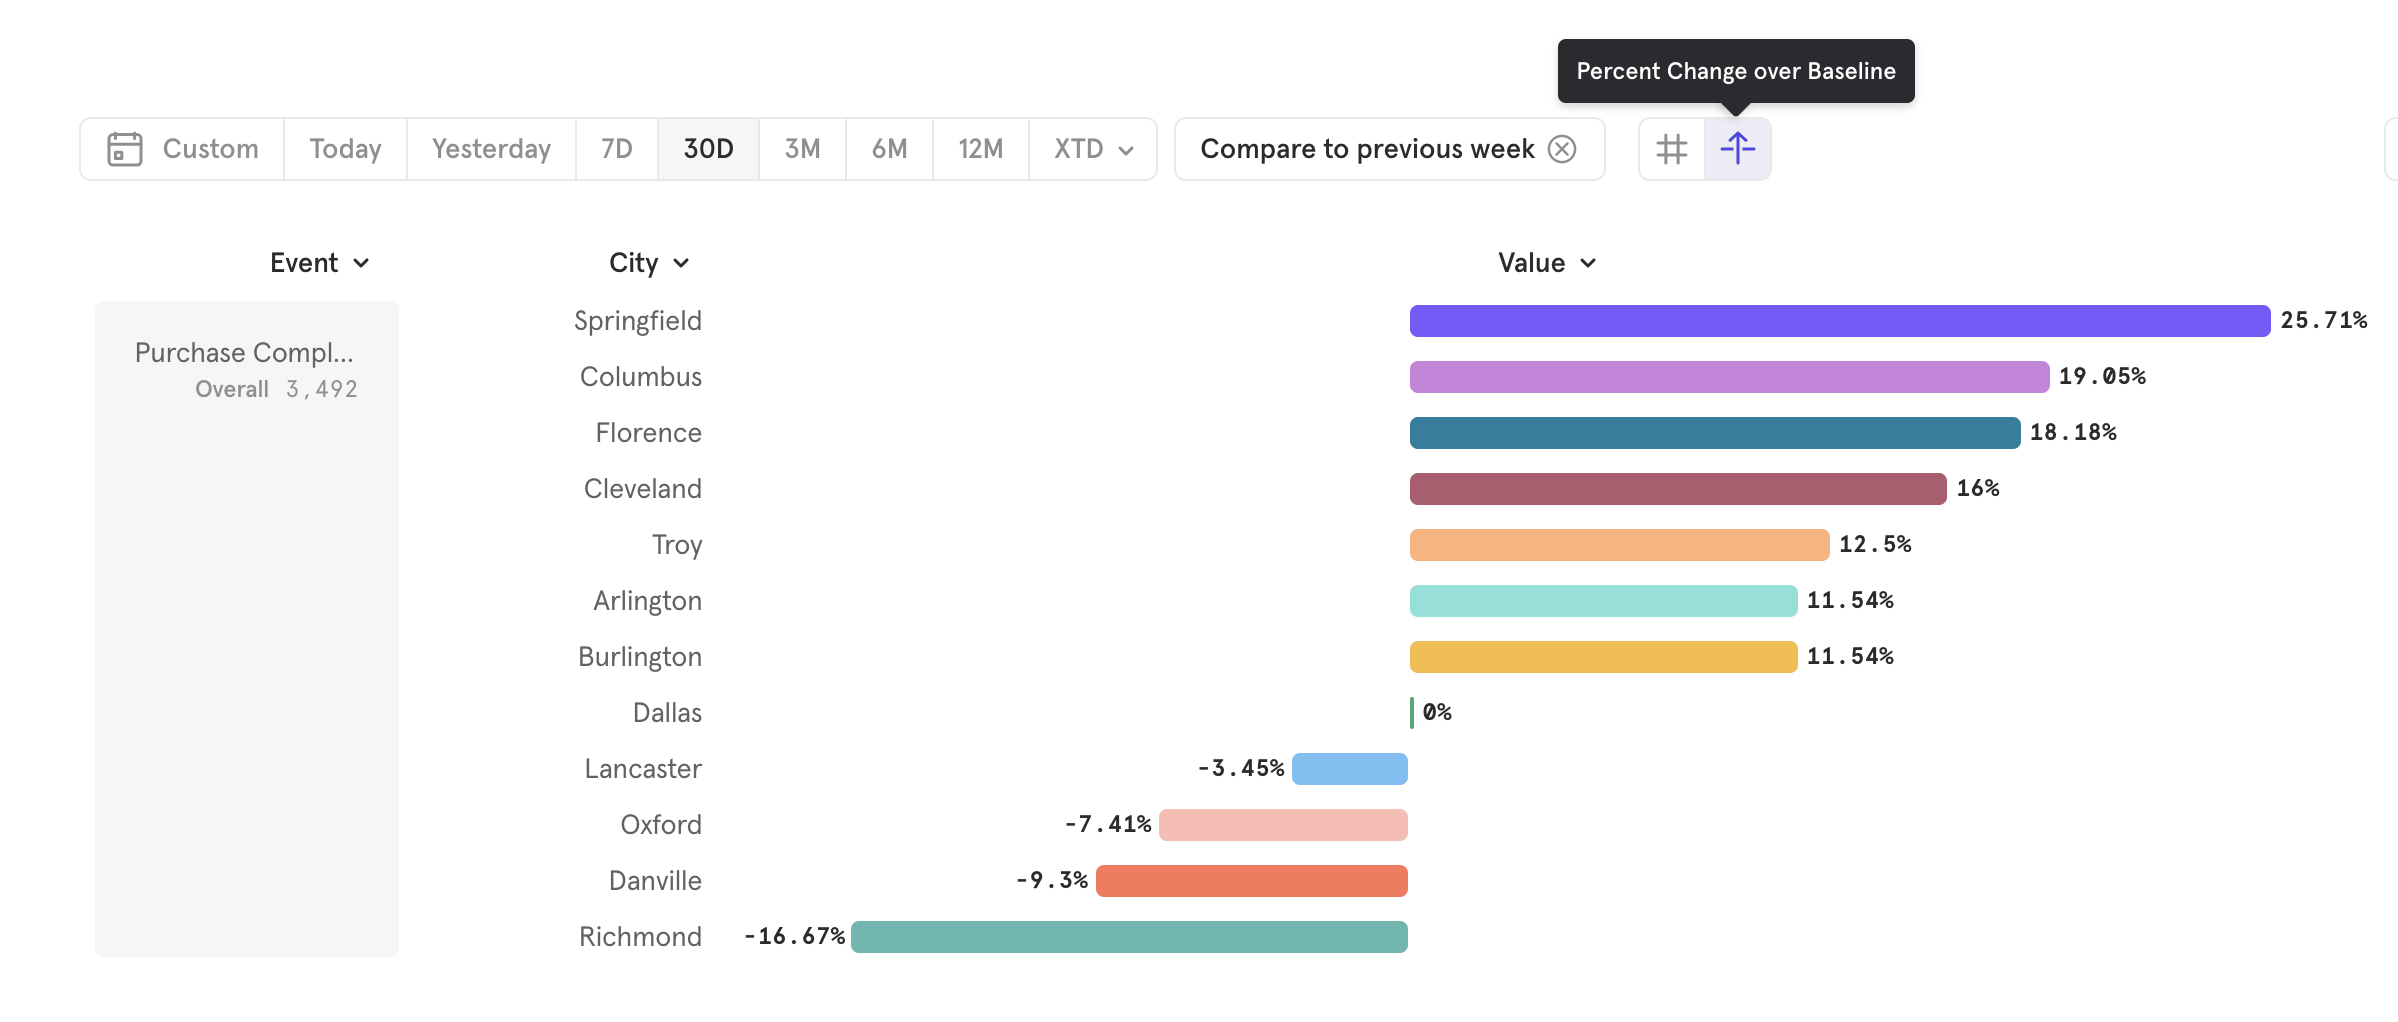 Percent Change over Baseline
Custom Today Yesterday 7D 30D 3M 6M 12M XTD Compare to previous week
Event City Value
Purchase Compl...
Overall 3,492
Springfield 25.71%
Columbus 19.05%
Florence 18.18%
Cleveland 16%
Troy 12.5%
Arlington 11.54%
Burlington 11.54%
Dallas 0%
Lancaster -3.45%
Oxford -7.41%
Danville -9.3%
Richmond -16.67%